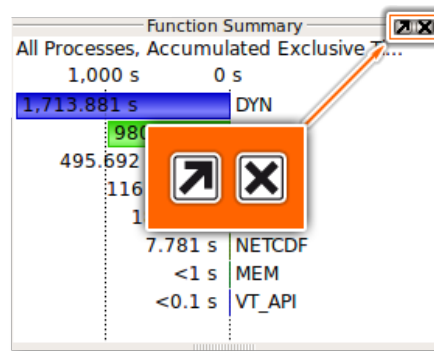 Function Summary
All Processes, Accumulated Exclusive Ti...
1,000 s 0 s
1,713.881 s DYN
980
495.692
116
1
7.781 s NETCDF
<1 s MEM
<0.1 s VT_API